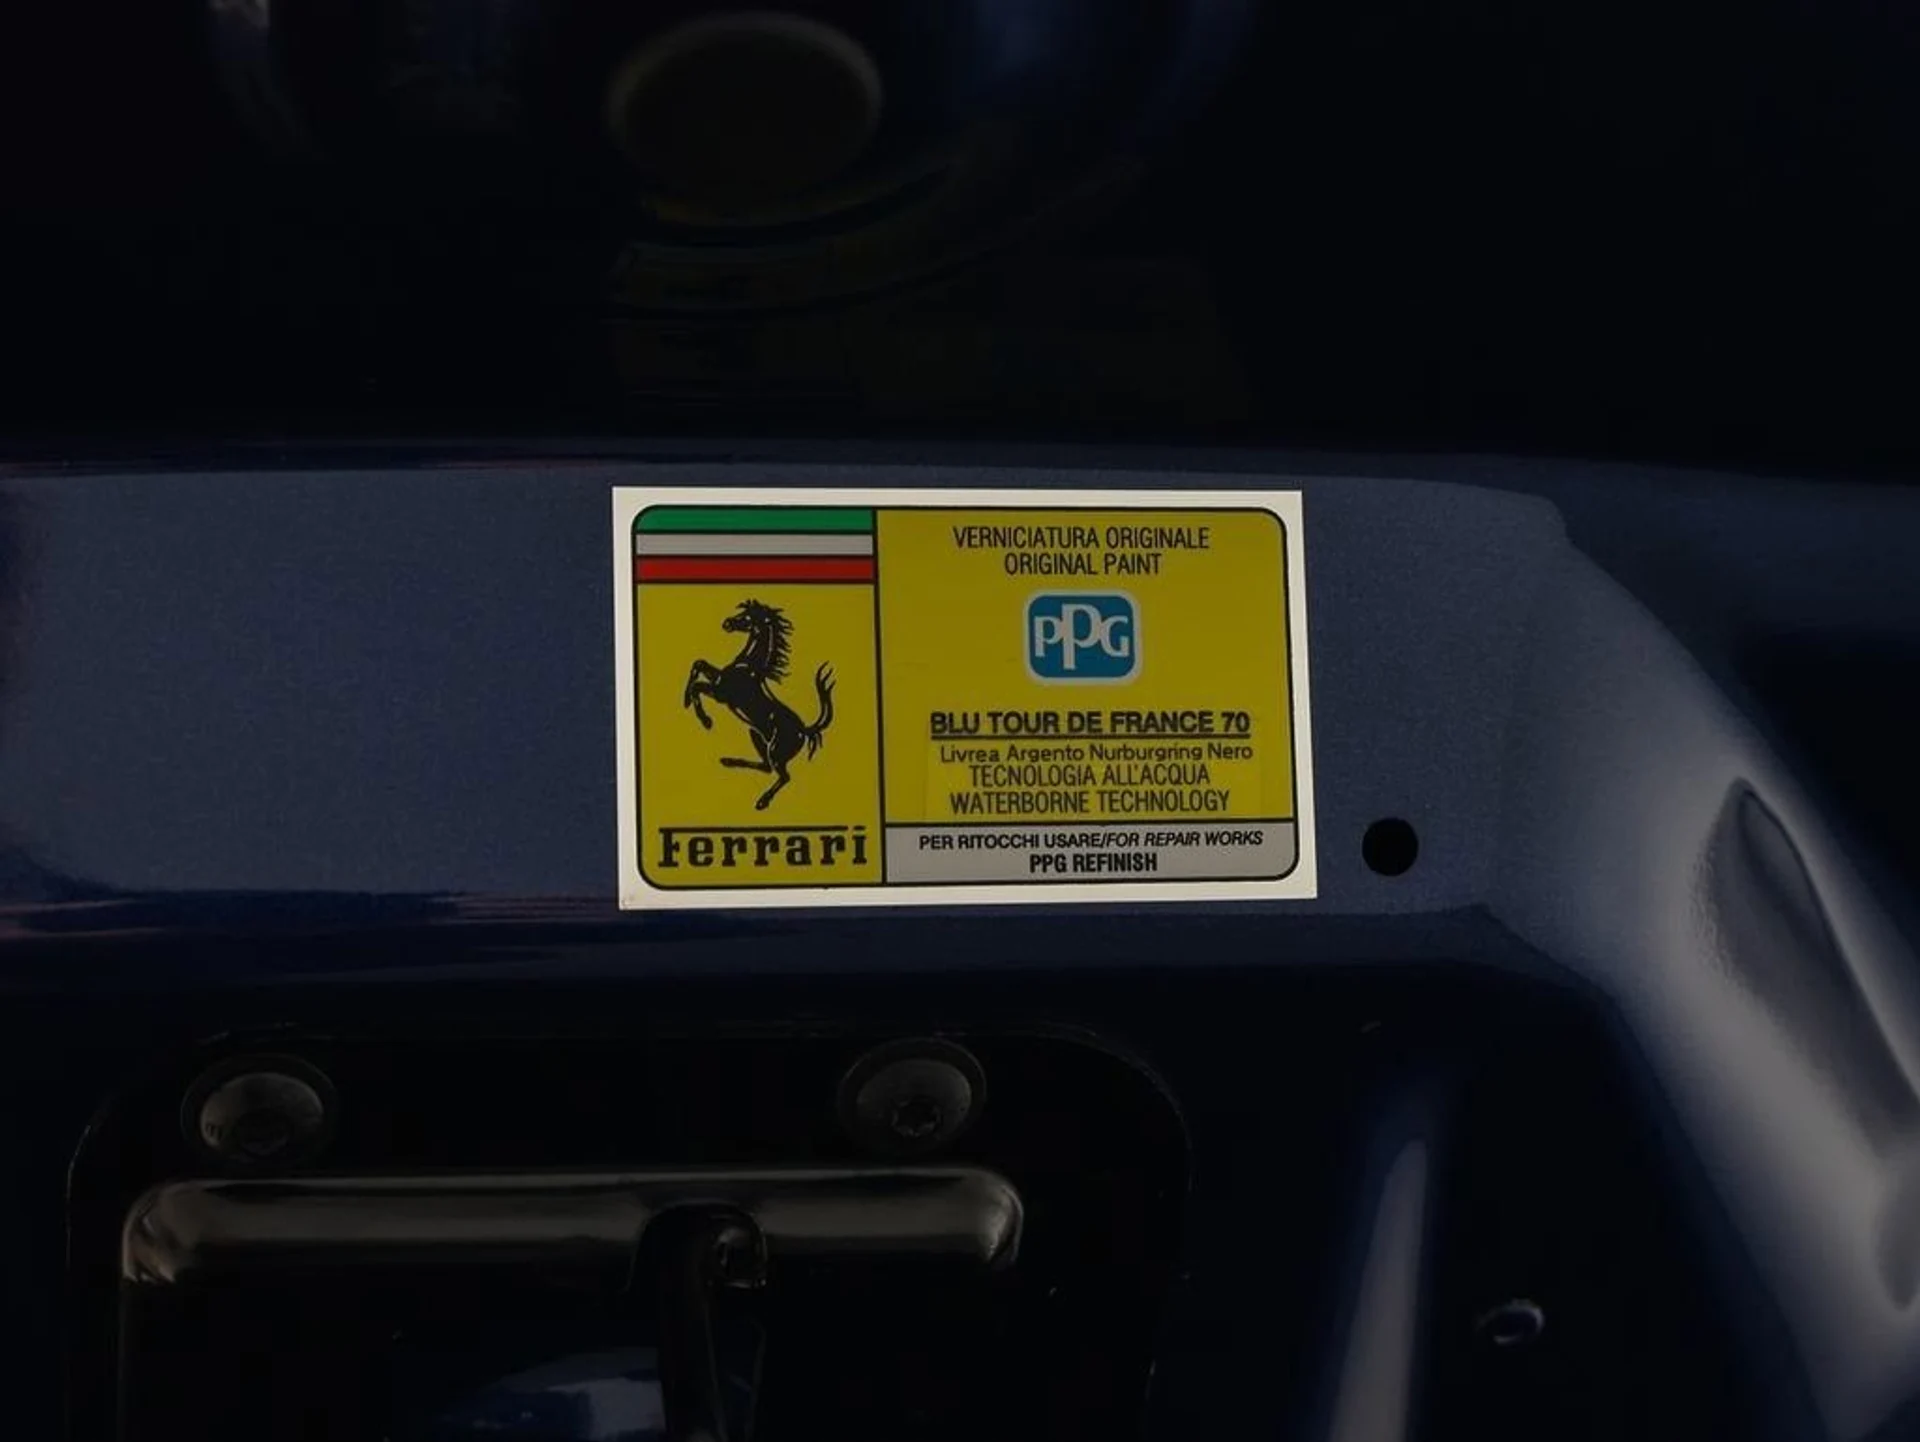 VERNICIATURA ORIGINALE
ORIGINAL PAINT
PPG
BLU TOUR DE FRANCE 70
Livrea Argento Nurburgring Nero
TECNOLOGIA ALL'ACQUA
WATERBORNE TECHNOLOGY
Ferrari
PER RITOCCHI USARE/FOR REPAIR WORKS
PPG REFINISH